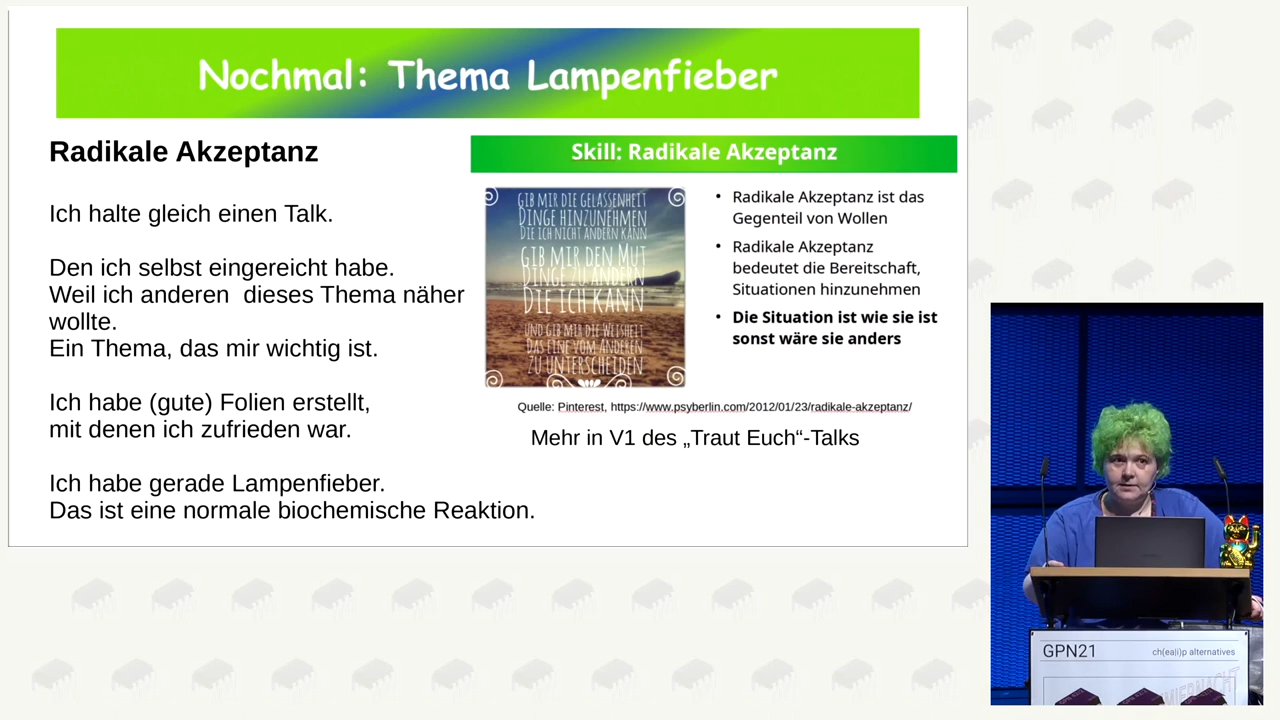 Nochmal: Thema Lampenfieber
Radikale Akzeptanz
Ich halte gleich einen Talk.
Den ich selbst eingereicht habe.
Weil ich anderen  dieses Thema näher
wollte.
Ein Thema, das mir wichtig ist.
Ich habe (gute) Folien erstellt,
mit denen ich zufrieden war.
Ich habe gerade Lampenfieber.
Das ist eine normale biochemische Reaktion.
Skill: Radikale Akzeptanz
GIB MIR DIE GELASSENHEIT
DINGE HINZUNEHMEN
DIE ICH NICHT ÄNDERN KANN
GIB MIR DEN MUT
DINGE ZU ÄNDERN
DIE ICH KANN
UND GIB MIR DIE WEISHEIT
DAS EINE VOM ANDEREN
ZU UNTERSCHEIDEN
• Radikale Akzeptanz ist das
Gegenteil von Wollen
• Radikale Akzeptanz
bedeutet die Bereitschaft,
Situationen hinzunehmen
• Die Situation ist wie sie ist
sonst wäre sie anders
Quelle: Pinterest, https://www.psyberlin.com/2012/01/23/radikale-akzeptanz/
Mehr in V1 des „Traut Euch“-Talks
GPN21
ch(ea|i)p alternatives